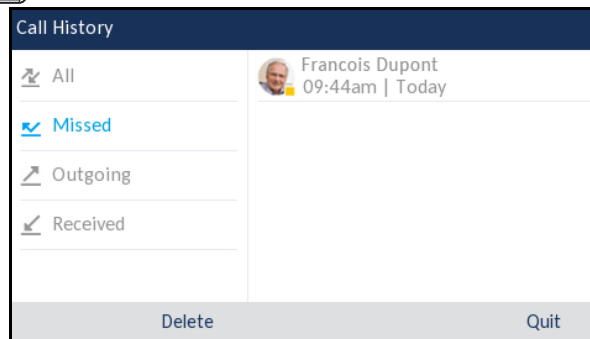 Call History
All
Missed
Outgoing
Received
Francois Dupont
09:44am | Today
Delete
Quit